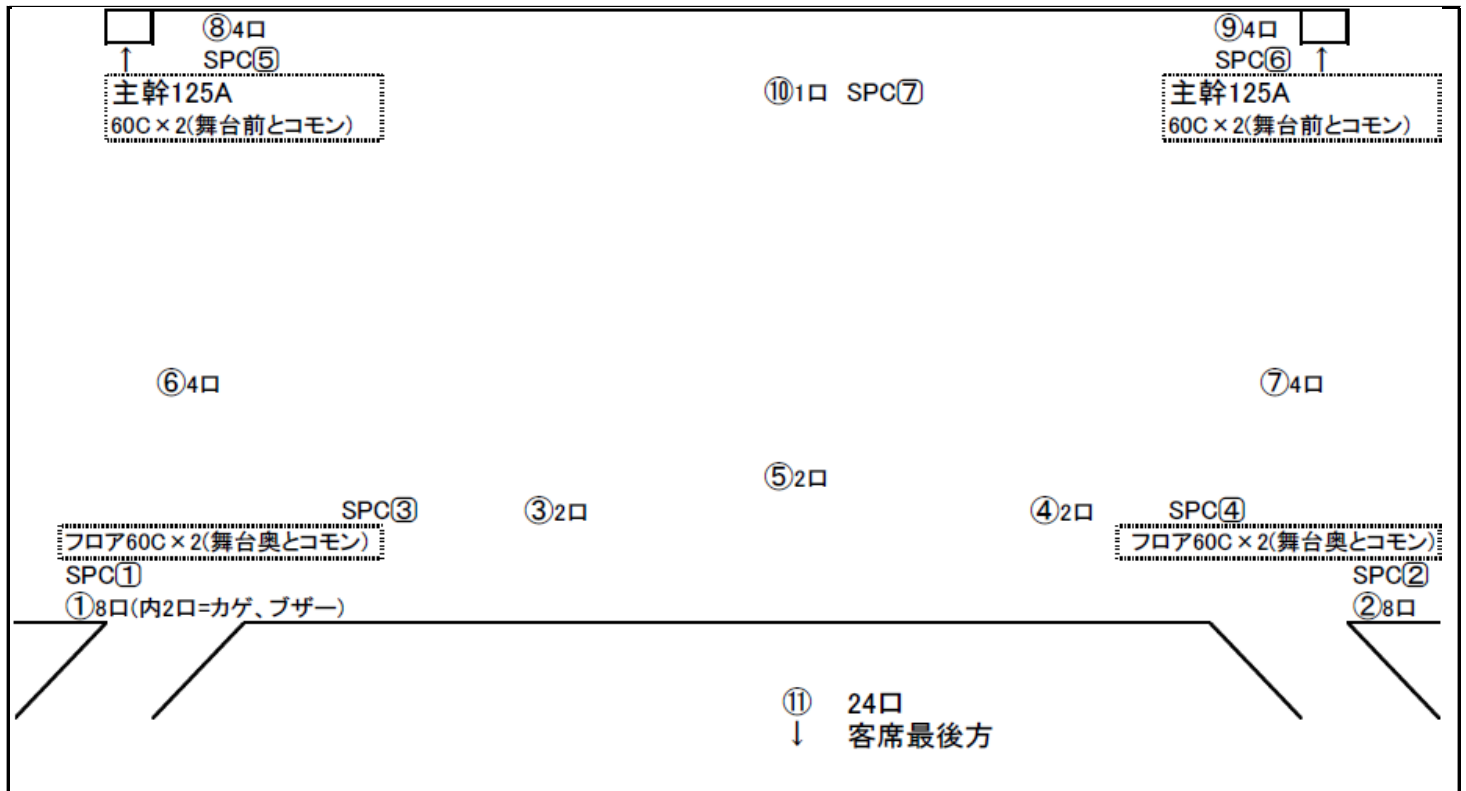 ⑧4口
⑨4口
↑ SPC5
SPC6 ↑
主幹125A
60C×2(舞台前とコモン)
⑩1口 SPC7
主幹125A
60C×2(舞台前とコモン)
⑥4口
⑦4口
⑤2口
SPC3
③2口
④2口
SPC4
フロア60C×2(舞台奥とコモン)
フロア60C×2(舞台奥とコモン)
SPC1
SPC2
①8口(内2口=カゲ、ブザー)
②8口
⑪ 24口
↓ 客席最後方